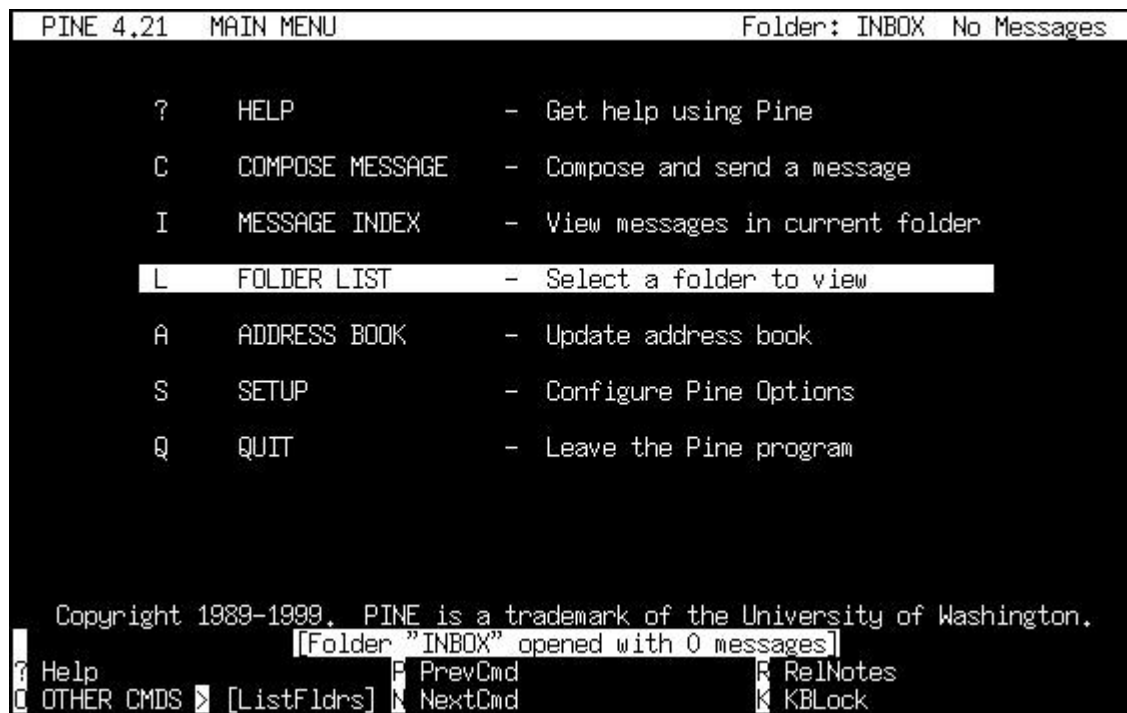 PINE 4.21 MAIN MENU Folder: INBOX No Messages
? HELP - Get help using Pine
C COMPOSE MESSAGE - Compose and send a message
I MESSAGE INDEX - View messages in current folder
L FOLDER LIST - Select a folder to view
A ADDRESS BOOK - Update address book
S SETUP - Configure Pine Options
Q QUIT - Leave the Pine program
Copyright 1989-1999. PINE is a trademark of the University of Washington.
[Folder "INBOX" opened with 0 messages]
? Help P PrevCmd R RelNotes
O OTHER CMDS > [ListFldrs] N NextCmd K KBLock